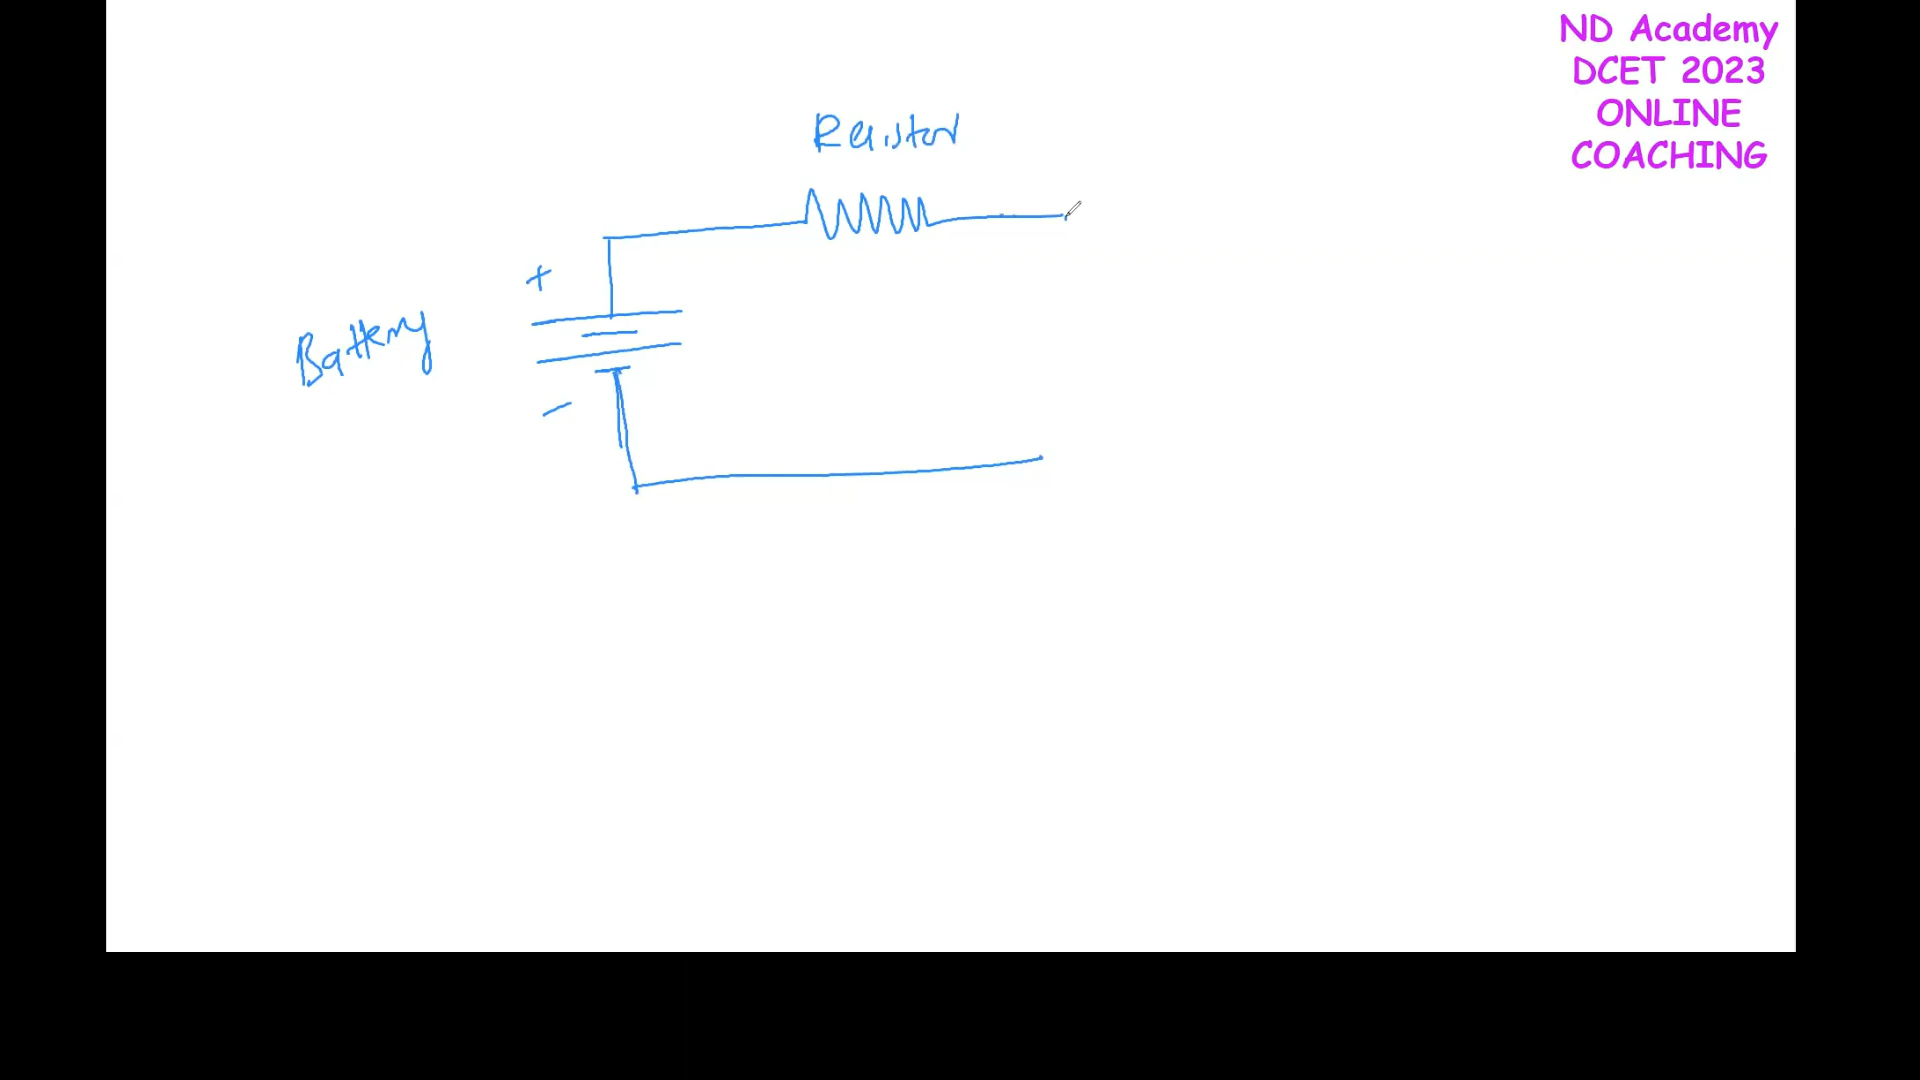 ND Academy
DCET 2023
ONLINE
COACHING
Resistor
+
Battery
-